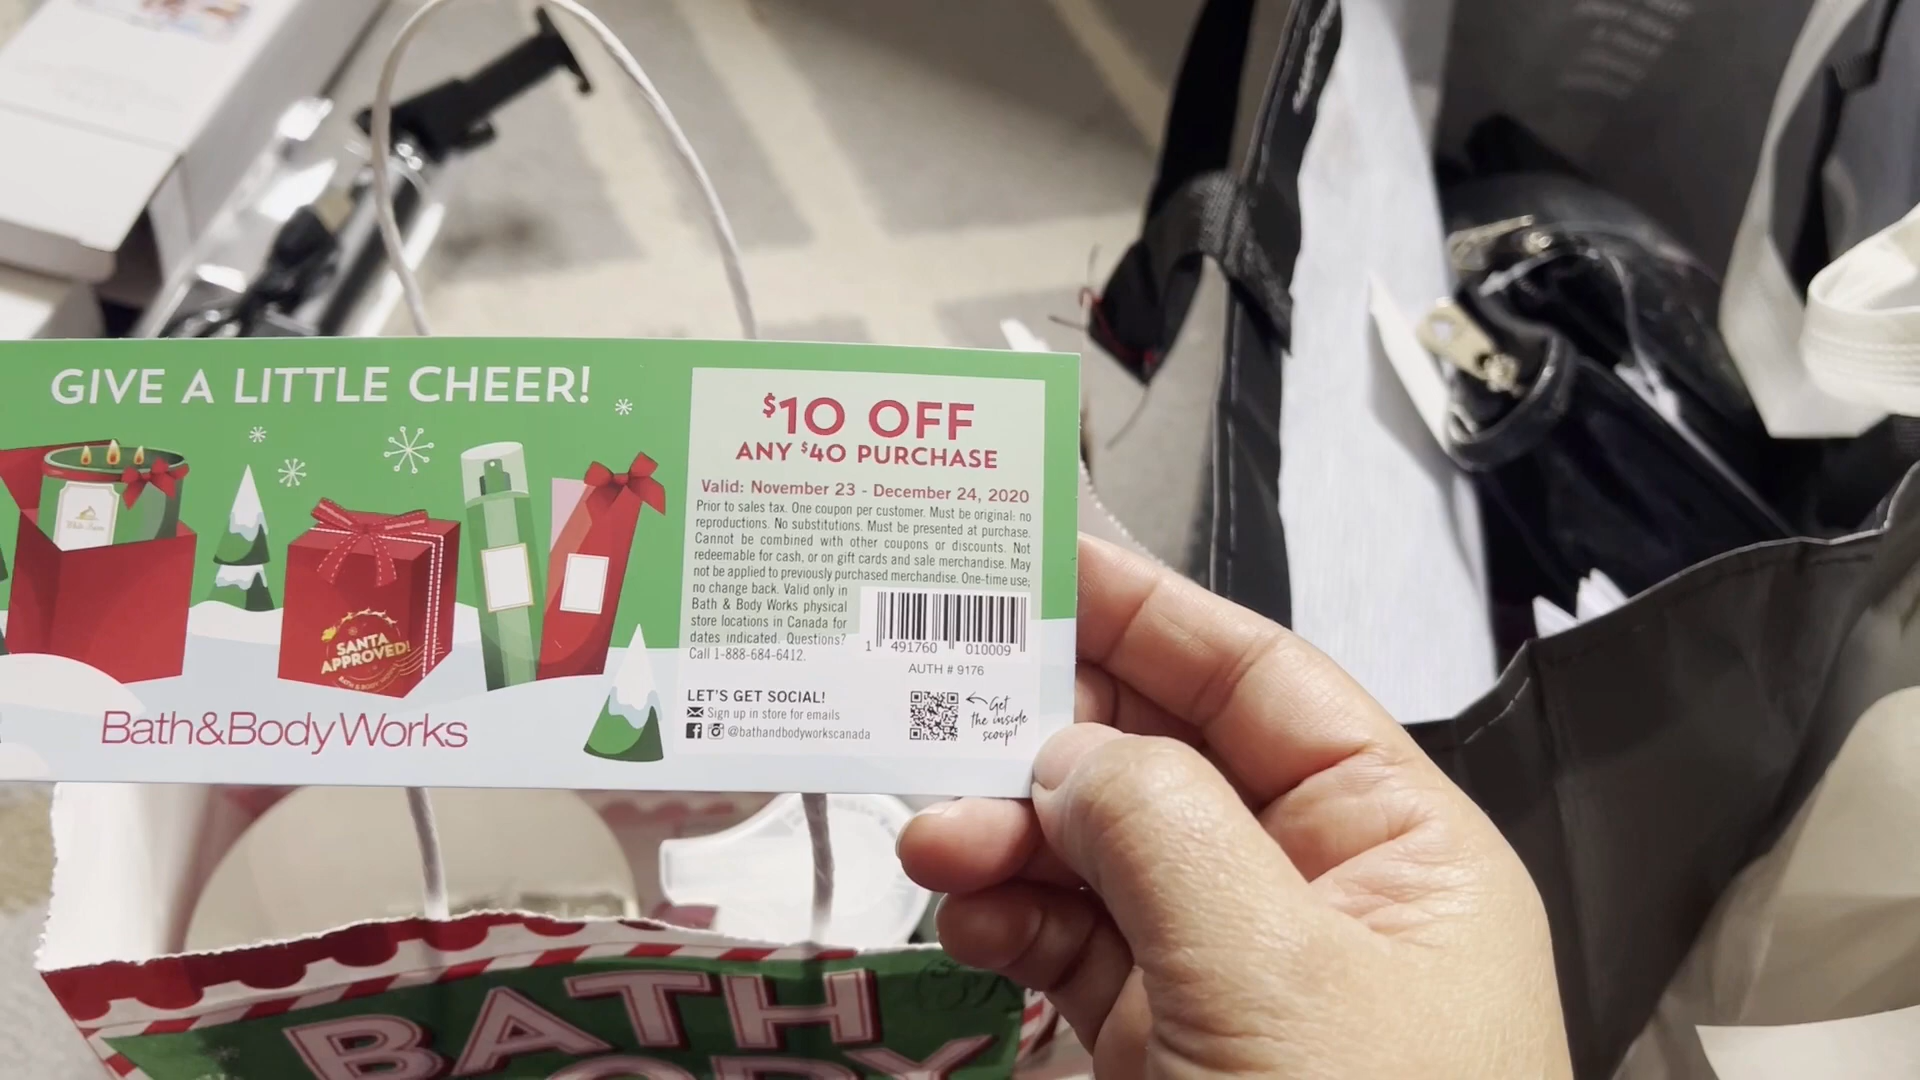 GIVE A LITTLE CHEER!
SANTA
APPROVED!
BATH & BODY WORKS
Bath&BodyWorks
$10 OFF
ANY $40 PURCHASE
Valid: November 23 - December 24, 2020
Prior to sales tax. One coupon per customer. Must be original: no
reproductions. No substitutions. Must be presented at purchase.
Cannot be combined with other coupons or discounts. Not
redeemable for cash, or on gift cards and sale merchandise. May
not be applied to previously purchased merchandise. One-time use;
no change back. Valid only in
Bath & Body Works physical
store locations in Canada for
dates indicated. Questions?
Call 1-888-684-6412.
1 491760 010009
AUTH # 9176
LET'S GET SOCIAL!
Sign up in store for emails
@bathandbodyworkscanada
Get
the inside
scoop!
BATH
BODY